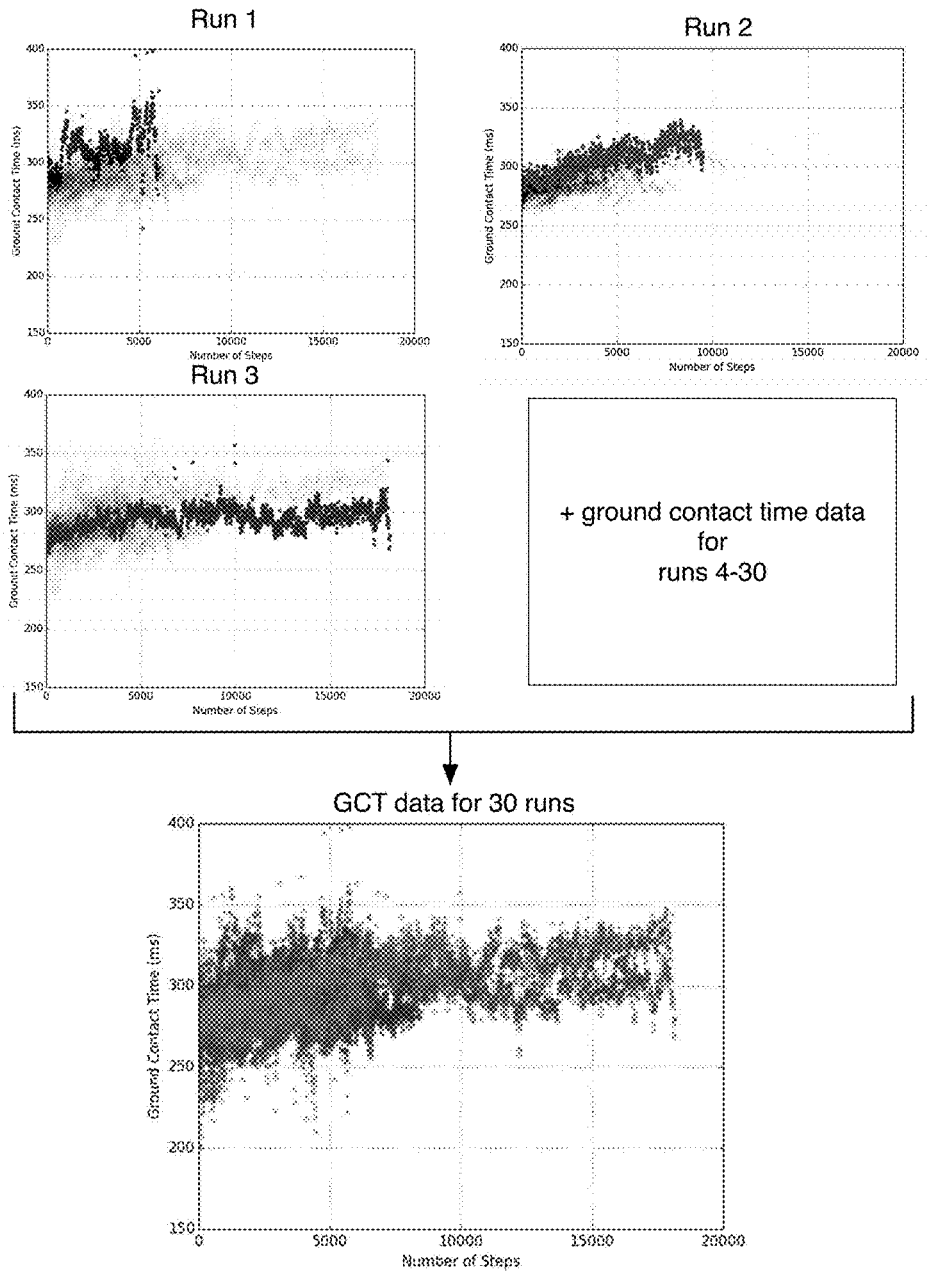 Run 1
400
350
300
250
200
150
Ground Contact Time (ms)
0 5000 10000 15000 20000
Number of Steps
Run 2
400
350
300
250
200
150
Ground Contact Time (ms)
0 5000 10000 15000 20000
Number of Steps
Run 3
400
350
300
250
200
150
Ground Contact Time (ms)
0 5000 10000 15000 20000
Number of Steps
+ ground contact time data
for
runs 4-30
GCT data for 30 runs
400
350
300
250
200
150
Ground Contact Time (ms)
0 5000 10000 15000 20000
Number of Steps